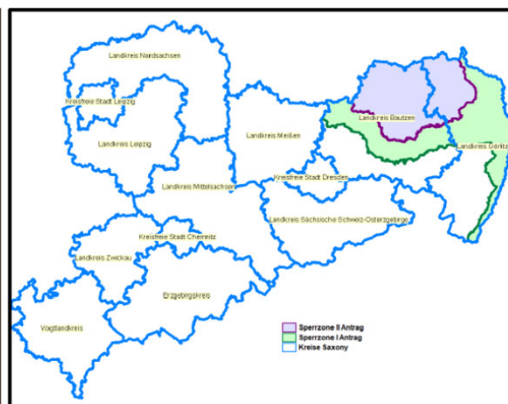 Landkreis Nordsachsen
Kreisfreie Stadt Leipzig
Landkreis Leipzig
Landkreis Meißen
Landkreis Bautzen
Landkreis Görlitz
Kreisfreie Stadt Dresden
Landkreis Mittelsachsen
Landkreis Sächsische Schweiz-Osterzgebirge
Kreisfreie Stadt Chemnitz
Landkreis Zwickau
Erzgebirgskreis
Vogtlandkreis
Sperrzone II Antrag
Sperrzone I Antrag
Kreise Saxony